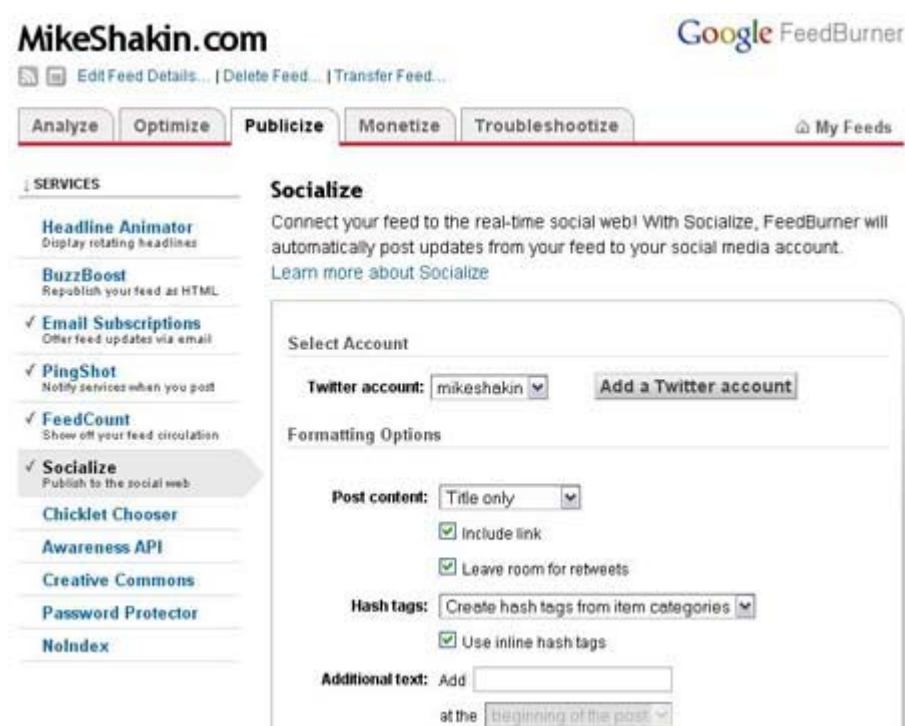 MikeShakin.com
Google FeedBurner
Edit Feed Details... | Delete Feed... | Transfer Feed...
Analyze Optimize Publicize Monetize Troubleshootize My Feeds
SERVICES
Headline Animator
Display rotating headlines
BuzzBoost
Republish your feed as HTML
✓ Email Subscriptions
Offer feed updates via email
✓ PingShot
Notify services when you post
✓ FeedCount
Show off your feed circulation
✓ Socialize
Publish to the social web
Chicklet Chooser
Awareness API
Creative Commons
Password Protector
NoIndex
Socialize
Connect your feed to the real-time social web! With Socialize, FeedBurner will
automatically post updates from your feed to your social media account.
Learn more about Socialize
Select Account
Twitter account: mikeshakin Add a Twitter account
Formatting Options
Post content: Title only
Include link
Leave room for retweets
Hash tags: Create hash tags from item categories
Use inline hash tags
Additional text: Add
at the beginning of the post